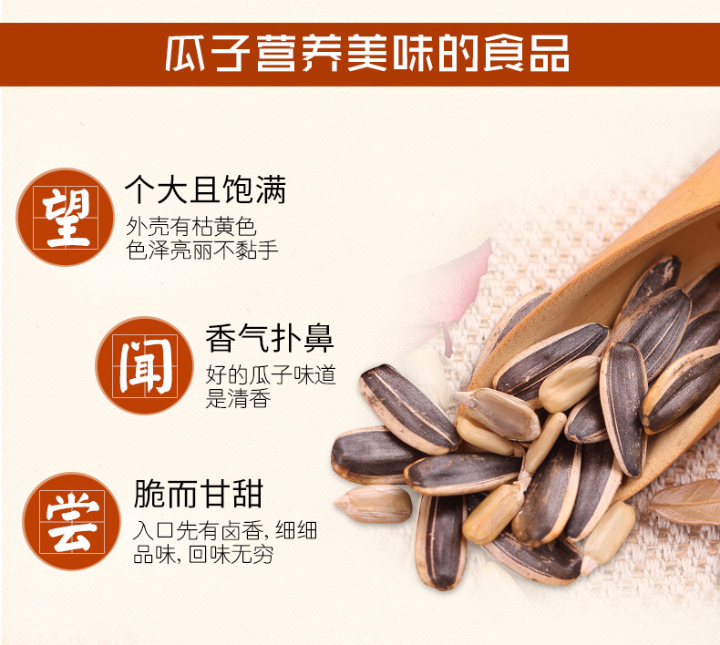 瓜子营养美味的食品
望
个大且饱满
外壳有枯黄色
色泽亮丽不黏手
闻
香气扑鼻
好的瓜子味道
是清香
尝
脆而甘甜
入口先有卤香, 细细
品味, 回味无穷